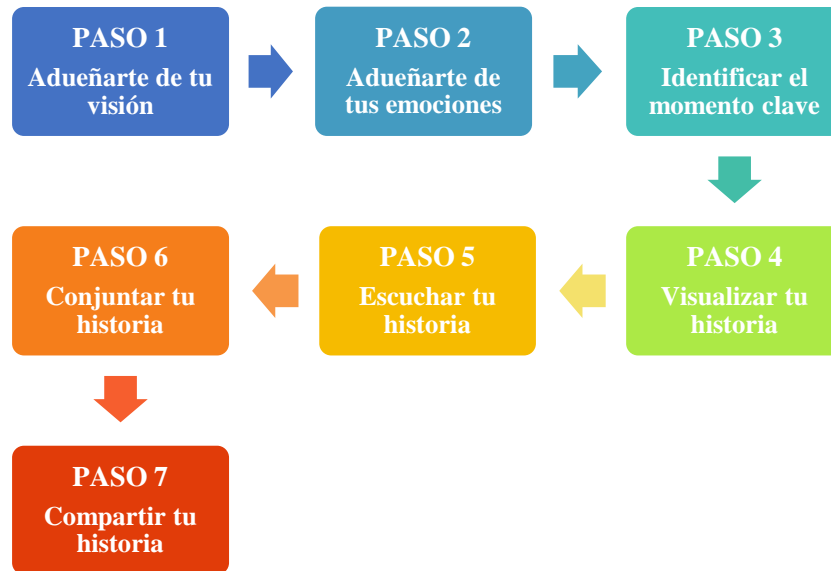 PASO 1
Adueñarte de tu
visión
PASO 2
Adueñarte de
tus emociones
PASO 3
Identificar el
momento clave
PASO 4
Visualizar tu
historia
PASO 5
Escuchar tu
historia
PASO 6
Conjuntar tu
historia
PASO 7
Compartir tu
historia